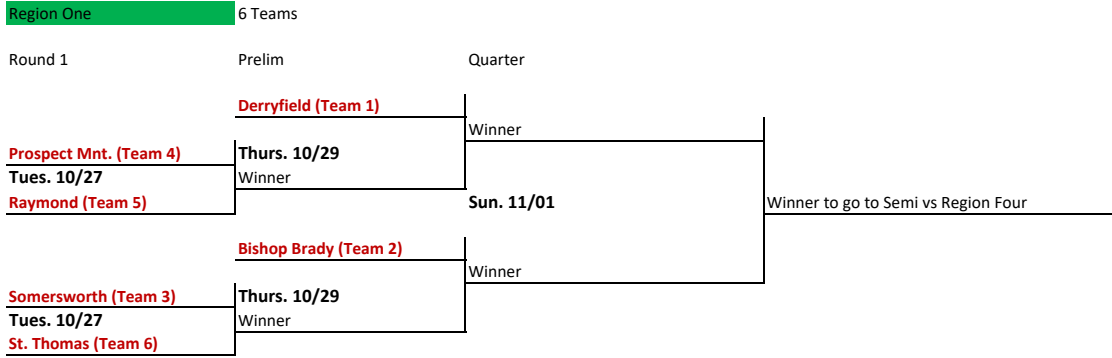 Region One 6 Teams
Round 1 Prelim Quarter
Derryfield (Team 1)
Winner
Prospect Mnt. (Team 4) Thurs. 10/29
Tues. 10/27 Winner
Raymond (Team 5) Sun. 11/01 Winner to go to Semi vs Region Four
Bishop Brady (Team 2)
Winner
Somersworth (Team 3) Thurs. 10/29
Tues. 10/27 Winner
St. Thomas (Team 6)